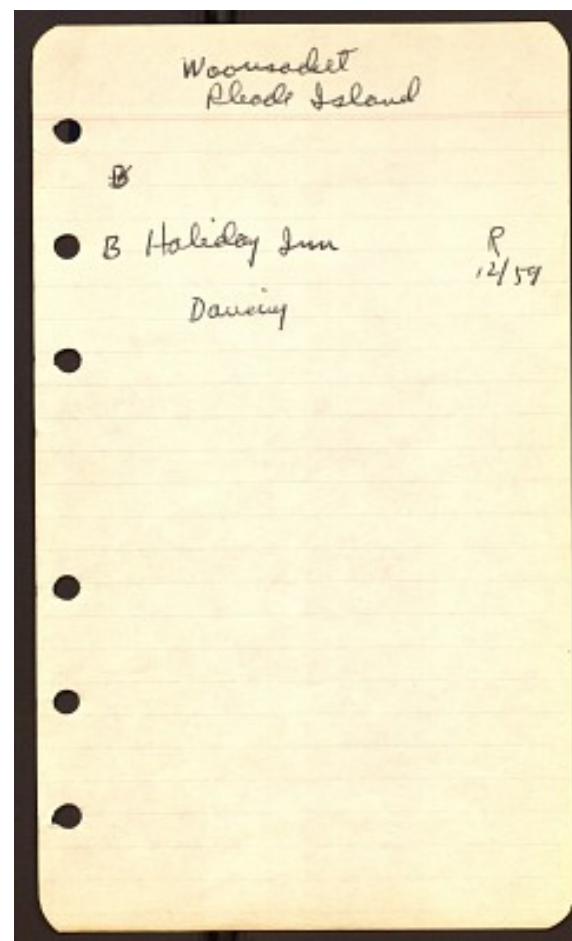 Woonsocket
Rhode Island
B
B Holiday Inn R
12/59
Dancing